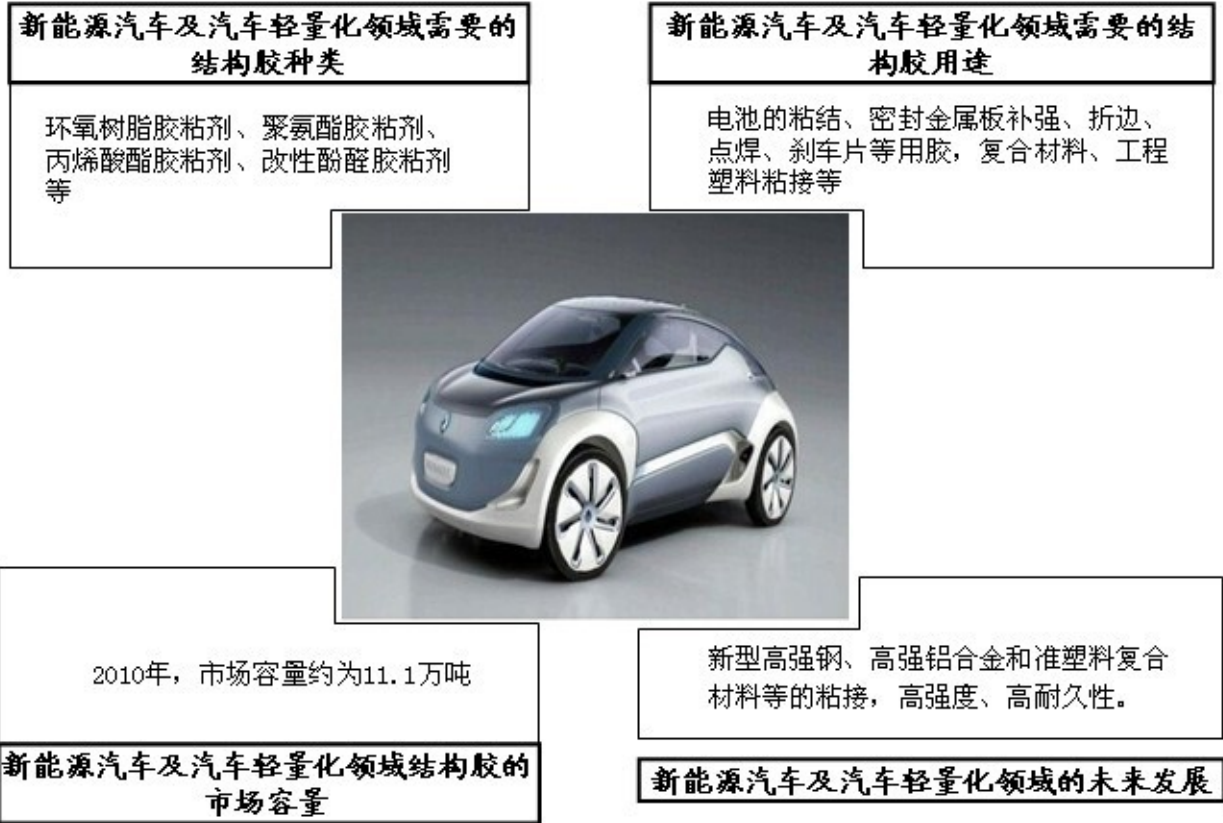 新能源汽车及汽车轻量化领域需要的
结构胶种类
环氧树脂胶粘剂、聚氨酯胶粘剂、
丙烯酸酯胶粘剂、改性酚醛胶粘剂
等
新能源汽车及汽车轻量化领域需要的结
构胶用途
电池的粘结、密封金属板补强、折边、
点焊、刹车片等用胶，复合材料、工程
塑料粘接等
2010年，市场容量约为11.1万吨
新能源汽车及汽车轻量化领域结构胶的
市场容量
新型高强钢、高强铝合金和准塑料复合
材料等的粘接，高强度、高耐久性。
新能源汽车及汽车轻量化领域的未来发展